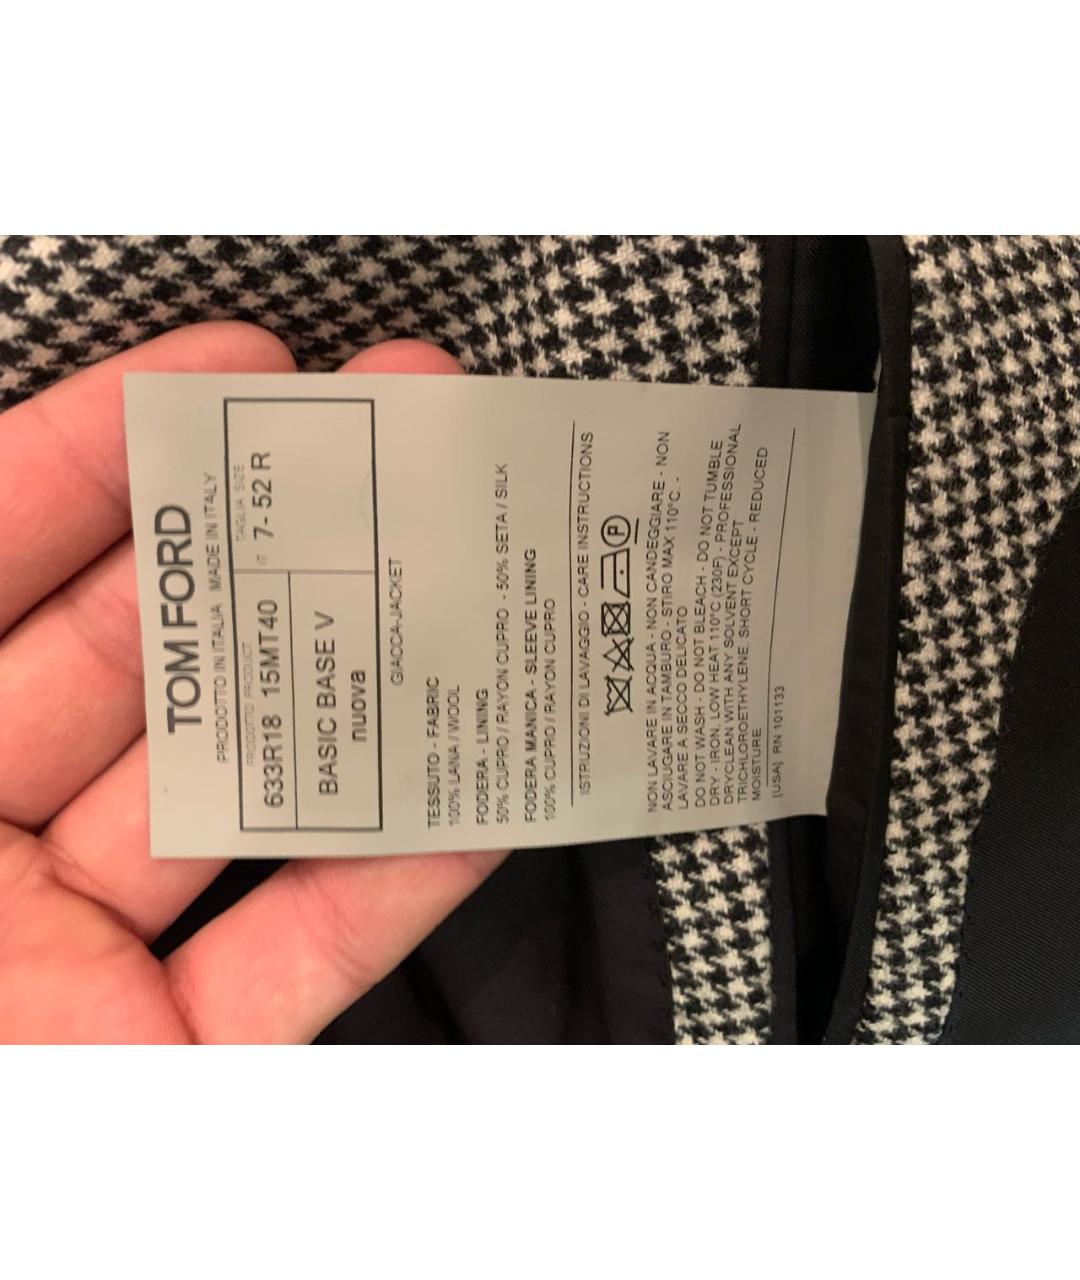 TOM FORD
PRODOTTO IN ITALIA MADE IN ITALY
PRODOTTO PRODUCT
TAGLIA SIZE
633R18 15MT40
IT 7- 52 R
BASIC BASE V
nuova
GIACCA-JACKET
TESSUTO - FABRIC
100% LANA / WOOL
FODERA - LINING
50% CUPRO / RAYON CUPRO - 50% SETA / SILK
FODERA MANICA - SLEEVE LINING
100% CUPRO / RAYON CUPRO
ISTRUZIONI DI LAVAGGIO - CARE INSTRUCTIONS
P
NON LAVARE IN ACQUA - NON CANDEGGIARE - NON
ASCIUGARE IN TAMBURO - STIRO MAX 110°C. -
LAVARE A SECCO DELICATO
DO NOT WASH - DO NOT BLEACH - DO NOT TUMBLE
DRY - IRON, LOW HEAT 110°C (230F) - PROFESSIONAL
DRYCLEAN WITH ANY SOLVENT EXCEPT
TRICHLOROETHYLENE, SHORT CYCLE - REDUCED
MOISTURE
[USA] RN 101133